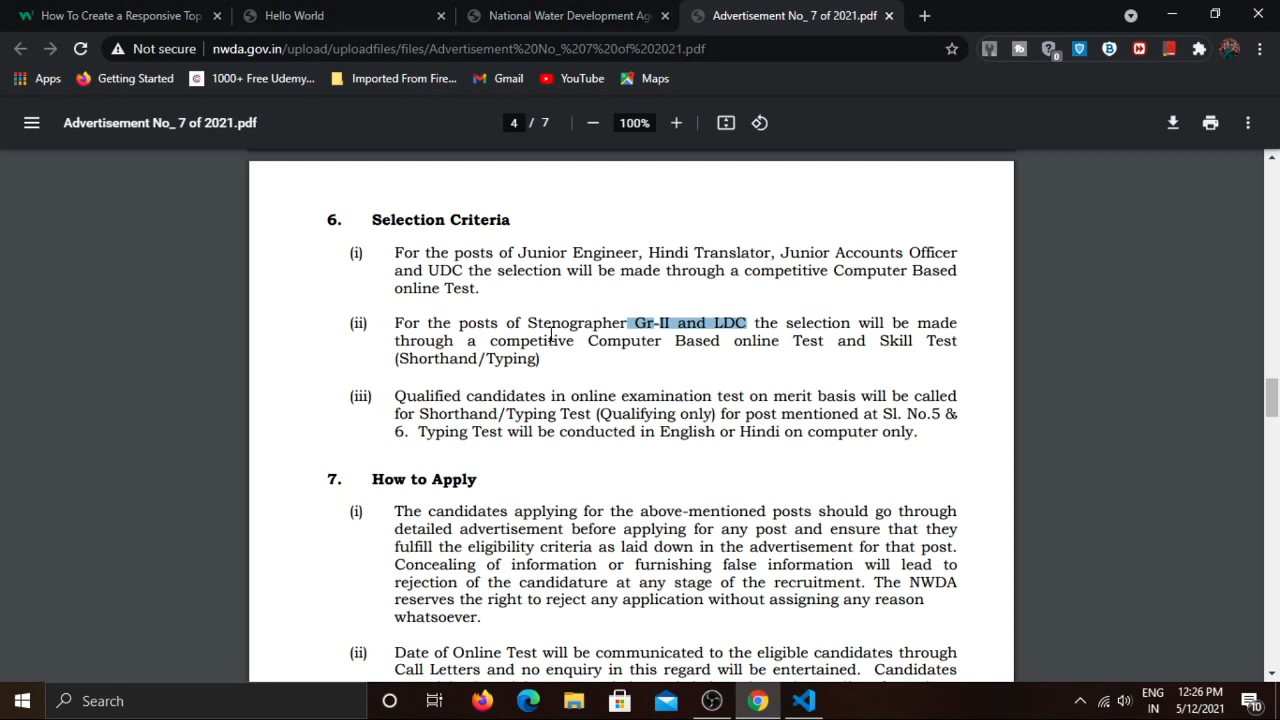 How To Create a Responsive Top
Hello World
National Water Development Ag
Advertisement No_ 7 of 2021.pdf
Not secure
nwda.gov.in/upload/uploadfiles/files/Advertisement%20No_%207%20of%202021.pdf
0
Apps
Getting Started
1000+ Free Udemy...
Imported From Fire...
Gmail
YouTube
Maps
Advertisement No_ 7 of 2021.pdf
4 / 7
100%
6. Selection Criteria
(i) For the posts of Junior Engineer, Hindi Translator, Junior Accounts Officer
and UDC the selection will be made through a competitive Computer Based
online Test.
(ii) For the posts of Stenographer Gr-II and LDC the selection will be made
through a competitive Computer Based online Test and Skill Test
(Shorthand/Typing)
(iii) Qualified candidates in online examination test on merit basis will be called
for Shorthand/Typing Test (Qualifying only) for post mentioned at Sl. No.5 &
6. Typing Test will be conducted in English or Hindi on computer only.
7. How to Apply
(i) The candidates applying for the above-mentioned posts should go through
detailed advertisement before applying for any post and ensure that they
fulfill the eligibility criteria as laid down in the advertisement for that post.
Concealing of information or furnishing false information will lead to
rejection of the candidature at any stage of the recruitment. The NWDA
reserves the right to reject any application without assigning any reason
whatsoever.
(ii) Date of Online Test will be communicated to the eligible candidates through
Call Letters and no enquiry in this regard will be entertained. Candidates
Search
ENG
IN
12:26 PM
5/12/2021
10